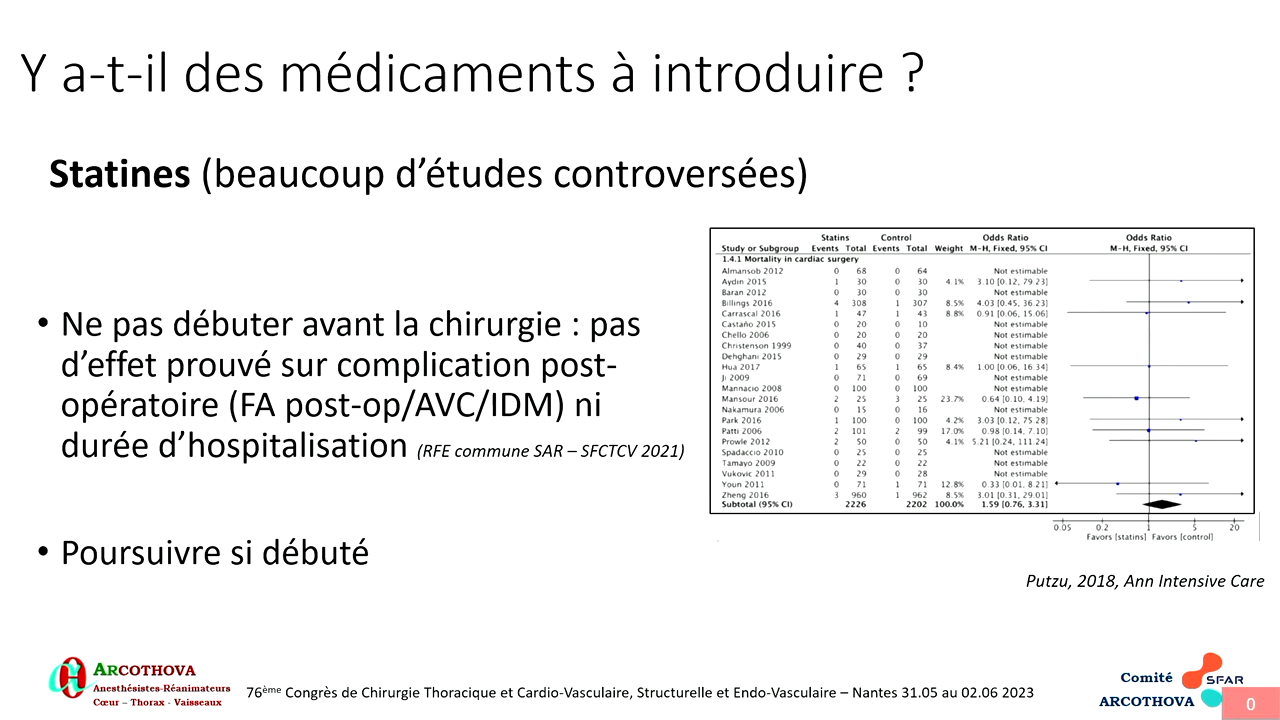 Y a-t-il des médicaments à introduire ?
Statines (beaucoup d’études controversées)
• Ne pas débuter avant la chirurgie : pas
d’effet prouvé sur complication post-
opératoire (FA post-op/AVC/IDM) ni
durée d’hospitalisation (RFE commune SAR – SFCTCV 2021)
• Poursuivre si débuté
Statins Control Odds Ratio Odds Ratio
Study or Subgroup Events Total Events Total Weight M-H, Fixed, 95% CI M-H, Fixed, 95% CI
1.4.1 Mortality in cardiac surgery
Almansob 2012 0 68 0 64 Not estimable
Aydin 2015 1 30 0 30 4.1% 3.10 [0.12, 79.23]
Baran 2012 0 30 0 30 Not estimable
Billings 2016 4 308 1 307 8.5% 4.03 [0.45, 36.23]
Carrascal 2016 1 47 1 43 8.8% 0.91 [0.06, 15.06]
Castaño 2015 0 20 0 10 Not estimable
Chello 2006 0 20 0 20 Not estimable
Christenson 1999 0 40 0 37 Not estimable
Dehghani 2015 0 29 0 29 Not estimable
Hua 2017 1 65 1 65 8.4% 1.00 [0.06, 16.34]
Ji 2009 0 71 0 69 Not estimable
Mannacio 2008 0 100 0 100 Not estimable
Mansour 2016 2 25 3 25 23.7% 0.64 [0.10, 4.19]
Nakamura 2006 0 15 0 16 Not estimable
Park 2016 1 100 0 100 4.2% 3.03 [0.12, 75.28]
Patti 2006 2 101 2 99 17.0% 0.98 [0.14, 7.10]
Prowle 2012 2 50 0 50 4.1% 5.21 [0.24, 111.24]
Spadaccio 2010 0 25 0 25 Not estimable
Tamayo 2009 0 22 0 22 Not estimable
Vukovic 2011 0 29 0 28 Not estimable
Youn 2011 0 71 1 71 12.8% 0.33 [0.01, 8.21]
Zheng 2016 3 960 1 962 8.5% 3.01 [0.31, 29.01]
Subtotal (95% CI) 2226 2202 100.0% 1.59 [0.76, 3.31]
0.05 0.2 1 5 20
Favors [statins] Favors [control]
Putzu, 2018, Ann Intensive Care
ARCOTHOVA
Anesthésistes-Réanimateurs
Cœur – Thorax - Vaisseaux
76ème Congrès de Chirurgie Thoracique et Cardio-Vasculaire, Structurelle et Endo-Vasculaire – Nantes 31.05 au 02.06 2023
Comité
ARCOTHOVA
SFAR
0